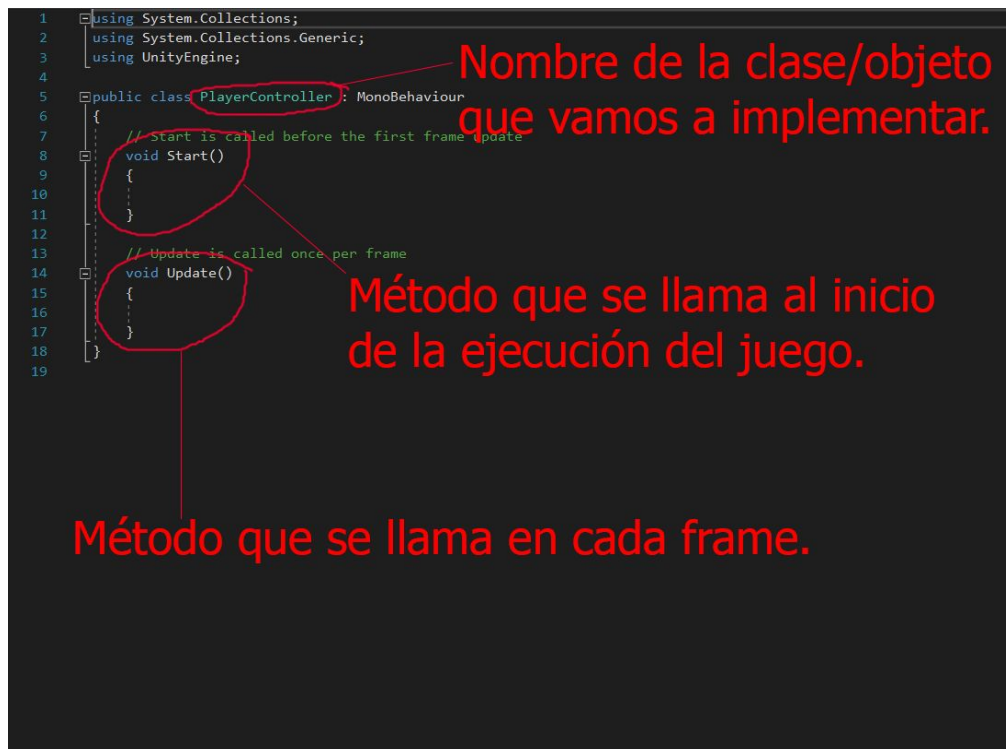 1 using System.Collections;
2 using System.Collections.Generic;
3 using UnityEngine;
4
5 public class PlayerController : MonoBehaviour
6 {
7 // Start is called before the first frame update
8 void Start()
9 {
10
11 }
12
13 // Update is called once per frame
14 void Update()
15 {
16
17 }
18 }
19
Nombre de la clase/objeto
que vamos a implementar.
Método que se llama al inicio
de la ejecución del juego.
Método que se llama en cada frame.